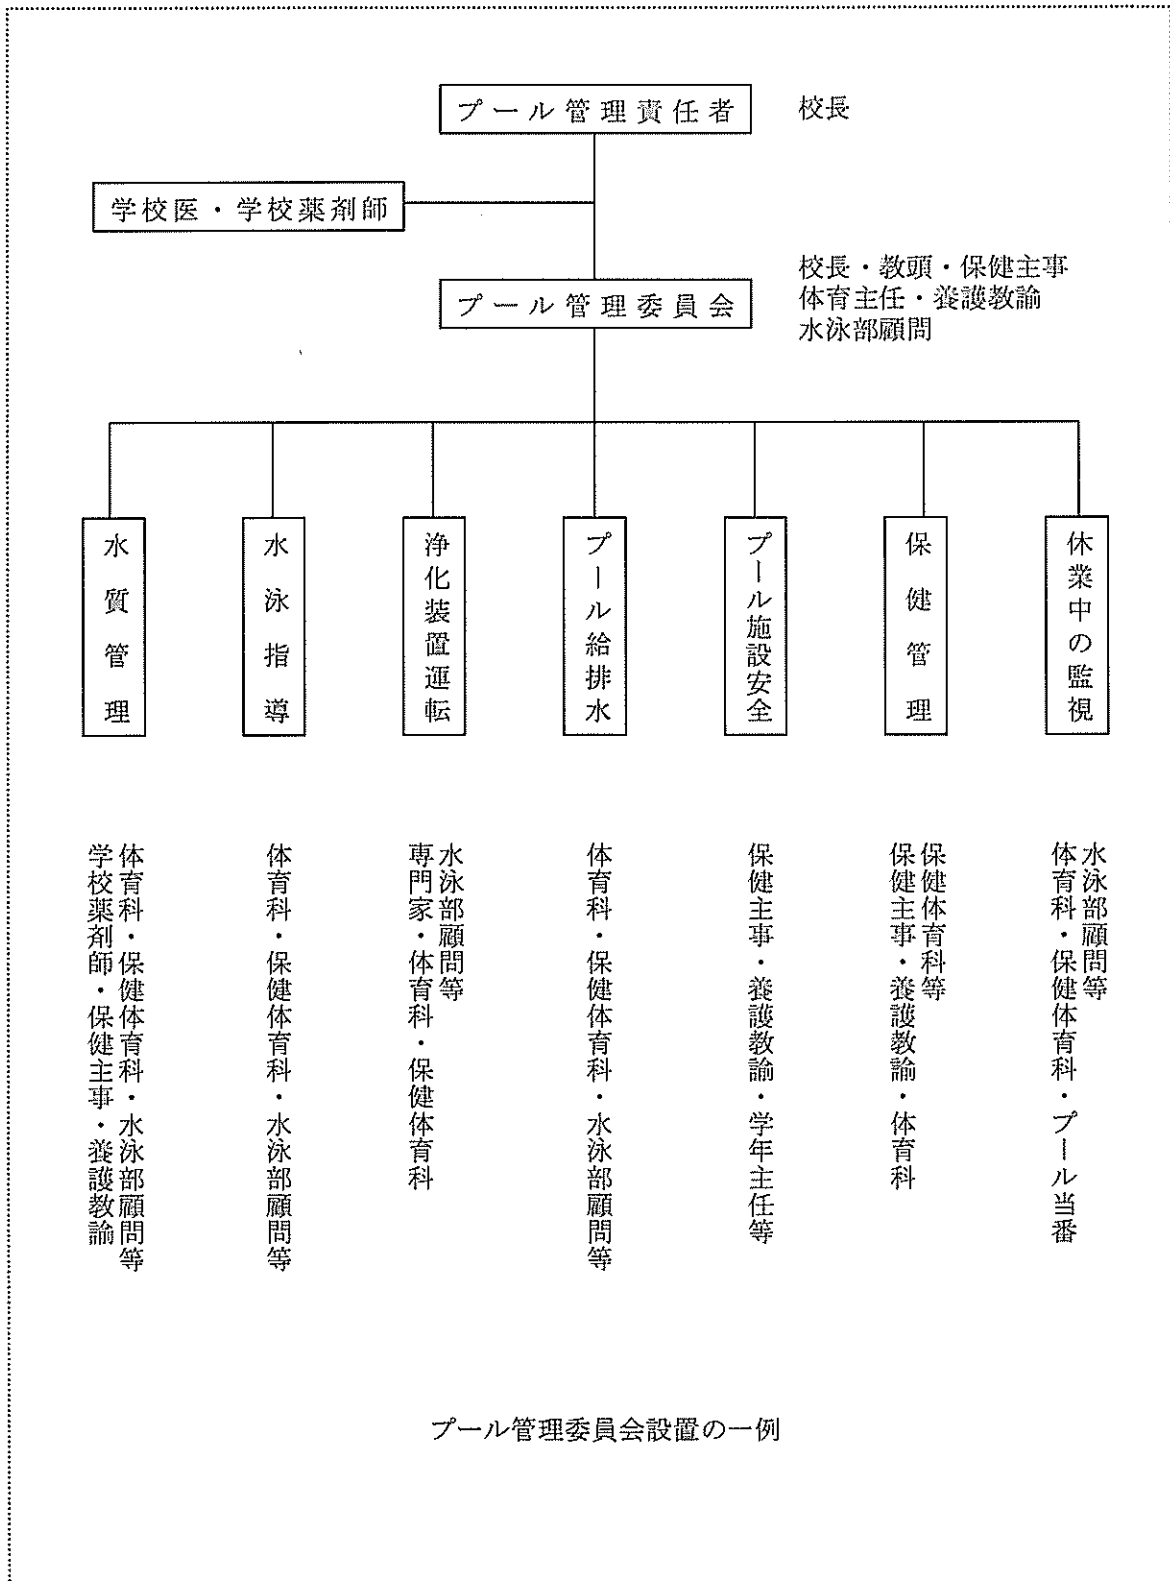 プール管理責任者
校長
学校医・学校薬剤師
プール管理委員会
校長・教頭・保健主事
体育主任・養護教諭
水泳部顧問
水質管理
水泳指導
浄化装置運転
プール給排水
プール施設安全
保健管理
休業中の監視
学校薬剤師・保健主事・養護教諭
体育科・保健体育科・水泳部顧問等
体育科・保健体育科・水泳部顧問等
専門家・体育科・保健体育科
水泳部顧問等
体育科・保健体育科・水泳部顧問等
保健主事・養護教諭・学年主任等
保健主事・養護教諭・体育科
保健体育科等
体育科・保健体育科・プール当番
水泳部顧問等
プール管理委員会設置の一例